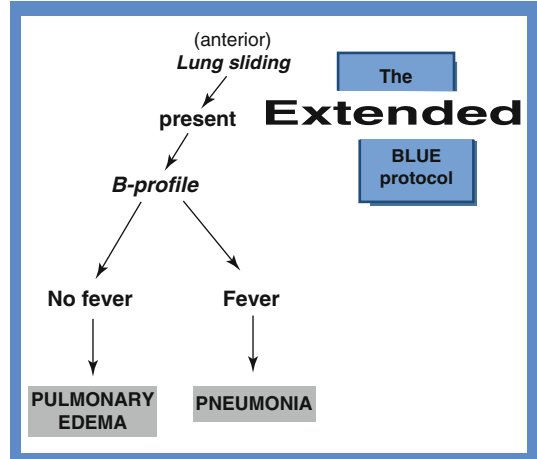 (anterior)
Lung sliding
The
Extended
BLUE
protocol
present
B-profile
No fever
Fever
PULMONARY
EDEMA
PNEUMONIA